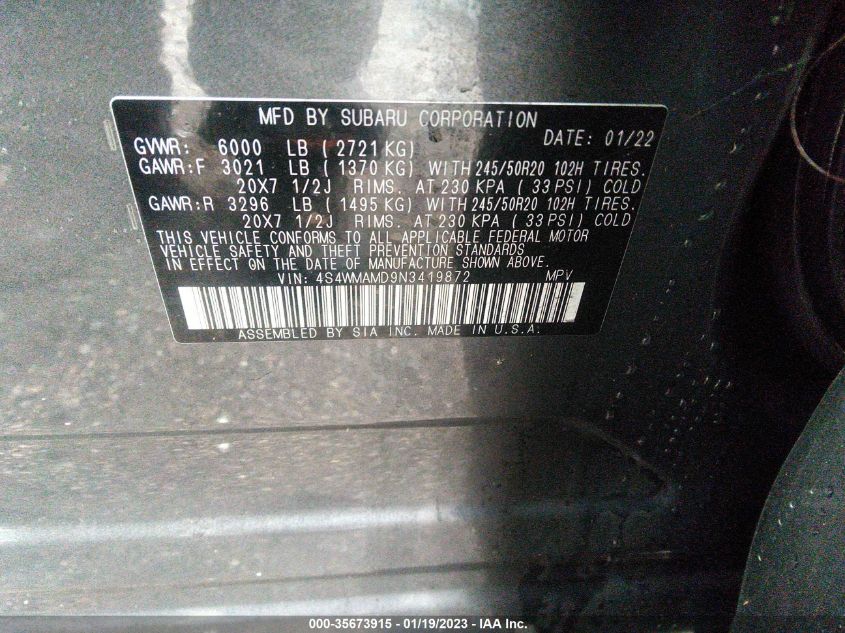 MFD BY SUBARU CORPORATION
DATE: 01/22
GVWR: 6000 LB ( 2721 KG)
GAWR:F 3021 LB ( 1370 KG) WITH 245/50R20 102H TIRES.
20X7 1/2J RIMS. AT 230 KPA ( 33 PSI) COLD
GAWR:R 3296 LB ( 1495 KG) WITH 245/50R20 102H TIRES.
20X7 1/2J RIMS. AT 230 KPA ( 33 PSI) COLD
THIS VEHICLE CONFORMS TO ALL APPLICABLE FEDERAL MOTOR
VEHICLE SAFETY AND THEFT PREVENTION STANDARDS
IN EFFECT ON THE DATE OF MANUFACTURE SHOWN ABOVE.
VIN: 4S4WMAMD9N3419872 MPV
ASSEMBLED BY SIA INC. MADE IN U.S.A.
000-35673915 - 01/19/2023 - © IAA Inc.